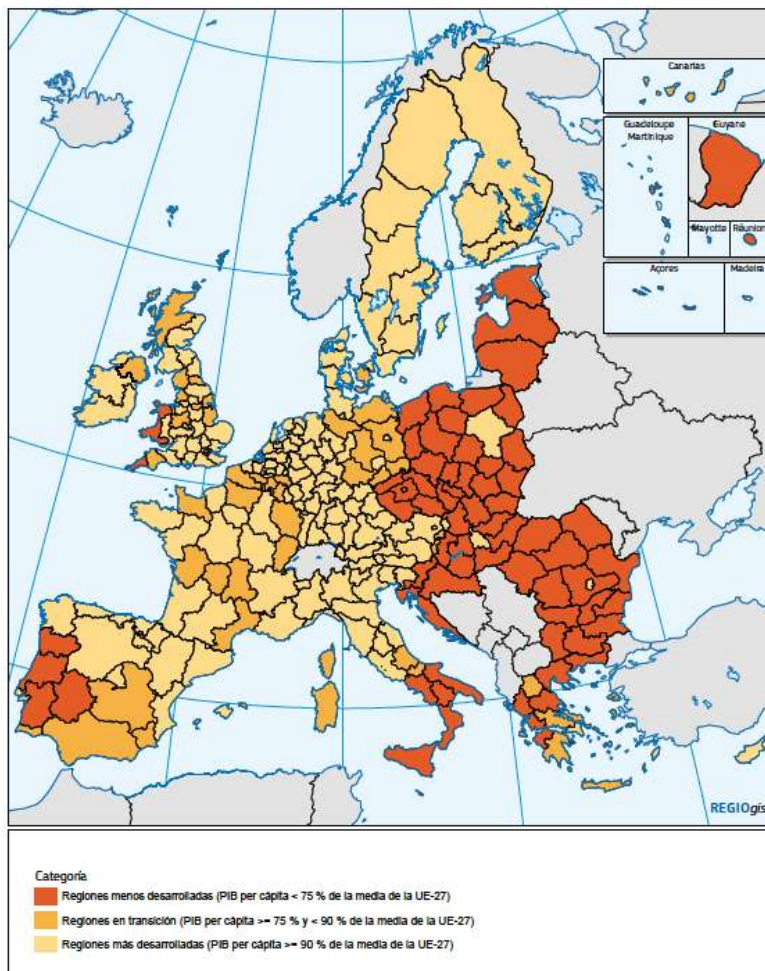 Canarias
Guadeloupe
Martinique
Guyane
Mayotte
Réunion
Açores
Madeira
REGIOgis
Categoría
Regiones menos desarrolladas (PIB per cápita < 75 % de la media de la UE-27)
Regiones en transición (PIB per cápita >= 75 % y < 90 % de la media de la UE-27)
Regiones más desarrolladas (PIB per cápita >= 90 % de la media de la UE-27)